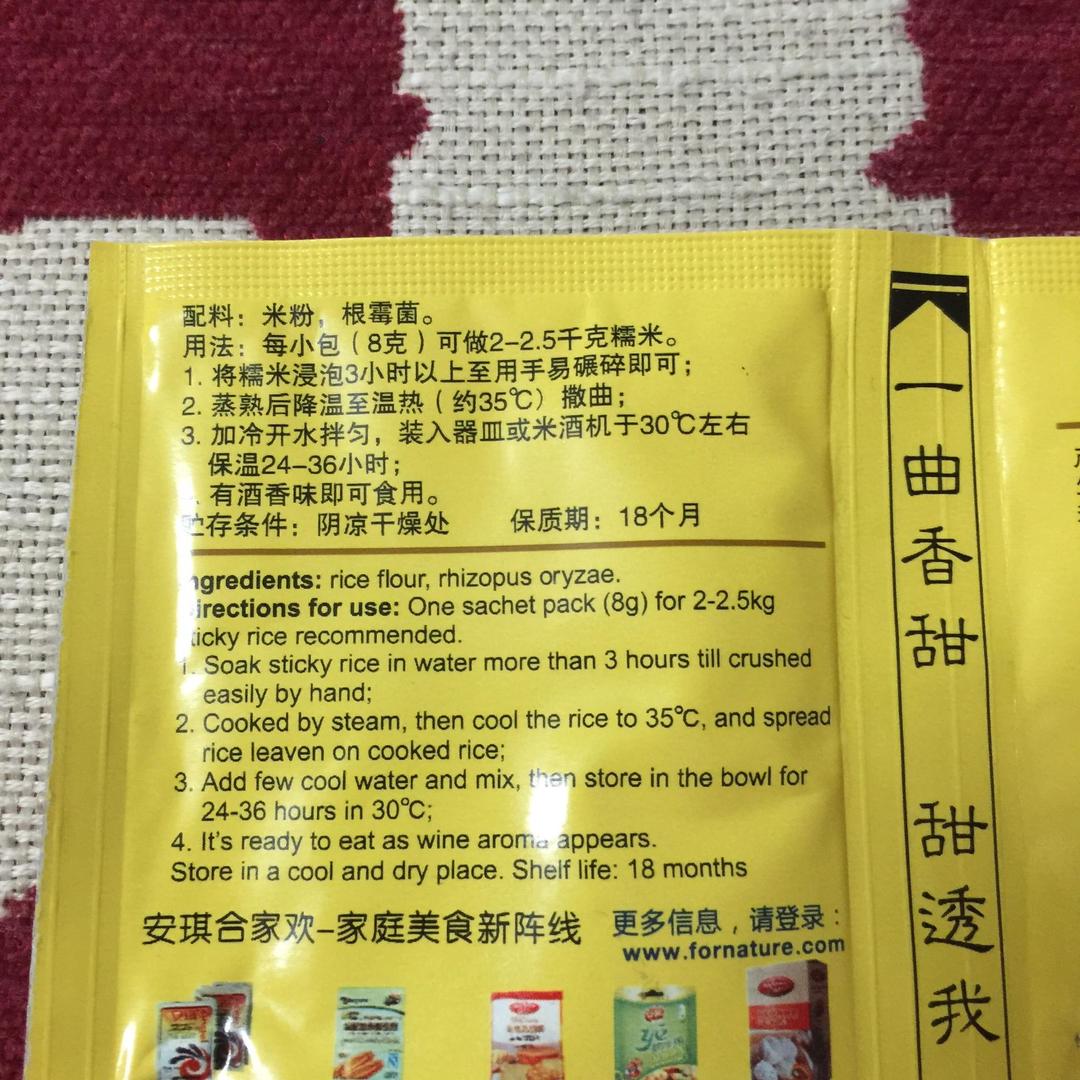 配料：米粉，根霉菌。
用法：每小包（8克）可做2-2.5千克糯米。
1. 将糯米浸泡3小时以上至用手易碾碎即可；
2. 蒸熟后降温至温热（约35℃）撒曲；
3. 加冷开水拌匀，装入器皿或米酒机于30℃左右
保温24-36小时；
有酒香味即可食用。
贮存条件：阴凉干燥处 保质期：18个月
ngredients: rice flour, rhizopus oryzae.
irections for use: One sachet pack (8g) for 2-2.5kg
ticky rice recommended.
1. Soak sticky rice in water more than 3 hours till crushed
easily by hand;
2. Cooked by steam, then cool the rice to 35℃, and spread
rice leaven on cooked rice;
3. Add few cool water and mix, then store in the bowl for
24-36 hours in 30℃;
4. It's ready to eat as wine aroma appears.
Store in a cool and dry place. Shelf life: 18 months
安琪合家欢-家庭美食新阵线
更多信息，请登录：
www.fornature.com
一曲香甜 甜透我